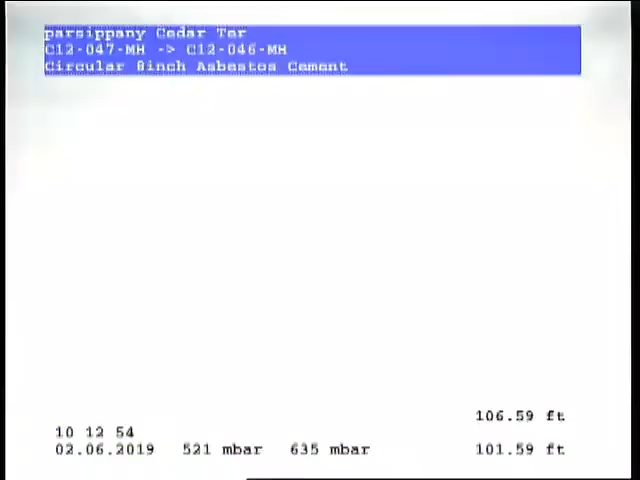 parsippany Cedar Ter
C12-047-MH -> C12-046-MH
Circular 8inch Asbestos Cement
106.59 ft
10 12 54
02.06.2019 521 mbar 635 mbar 101.59 ft